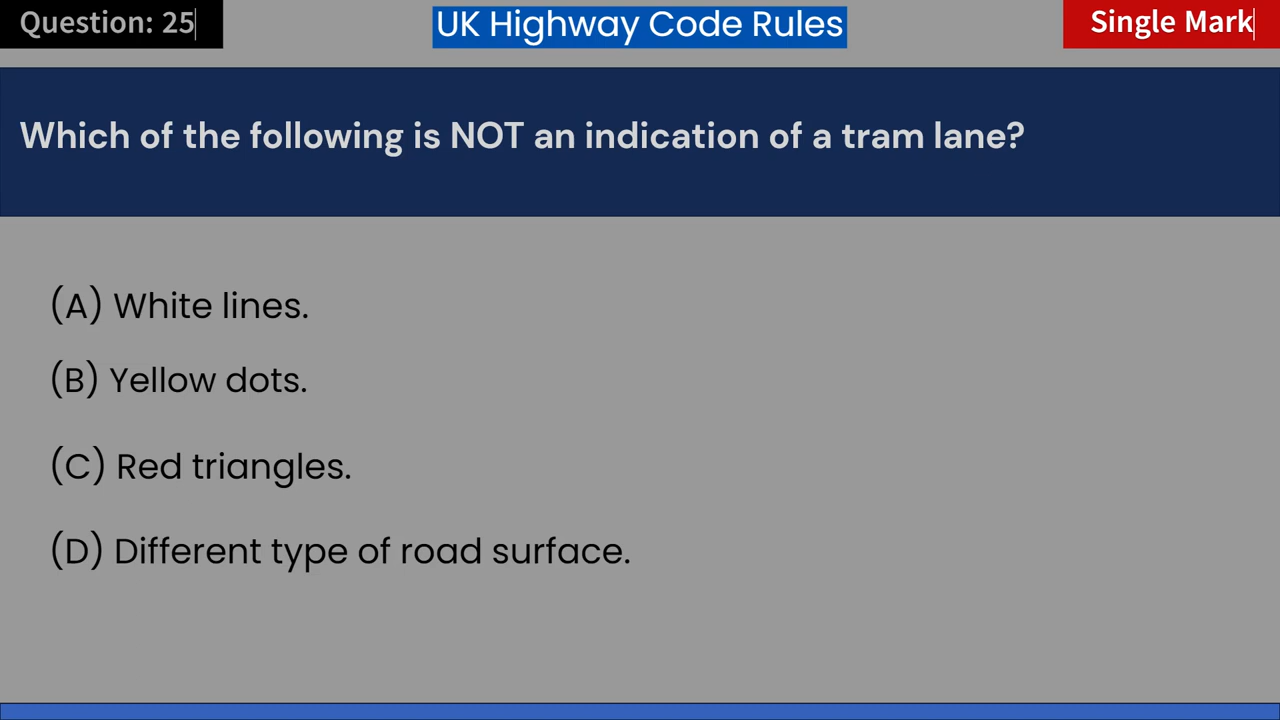 Question: 25
UK Highway Code Rules
Single Mark
Which of the following is NOT an indication of a tram lane?
(A) White lines.
(B) Yellow dots.
(C) Red triangles.
(D) Different type of road surface.